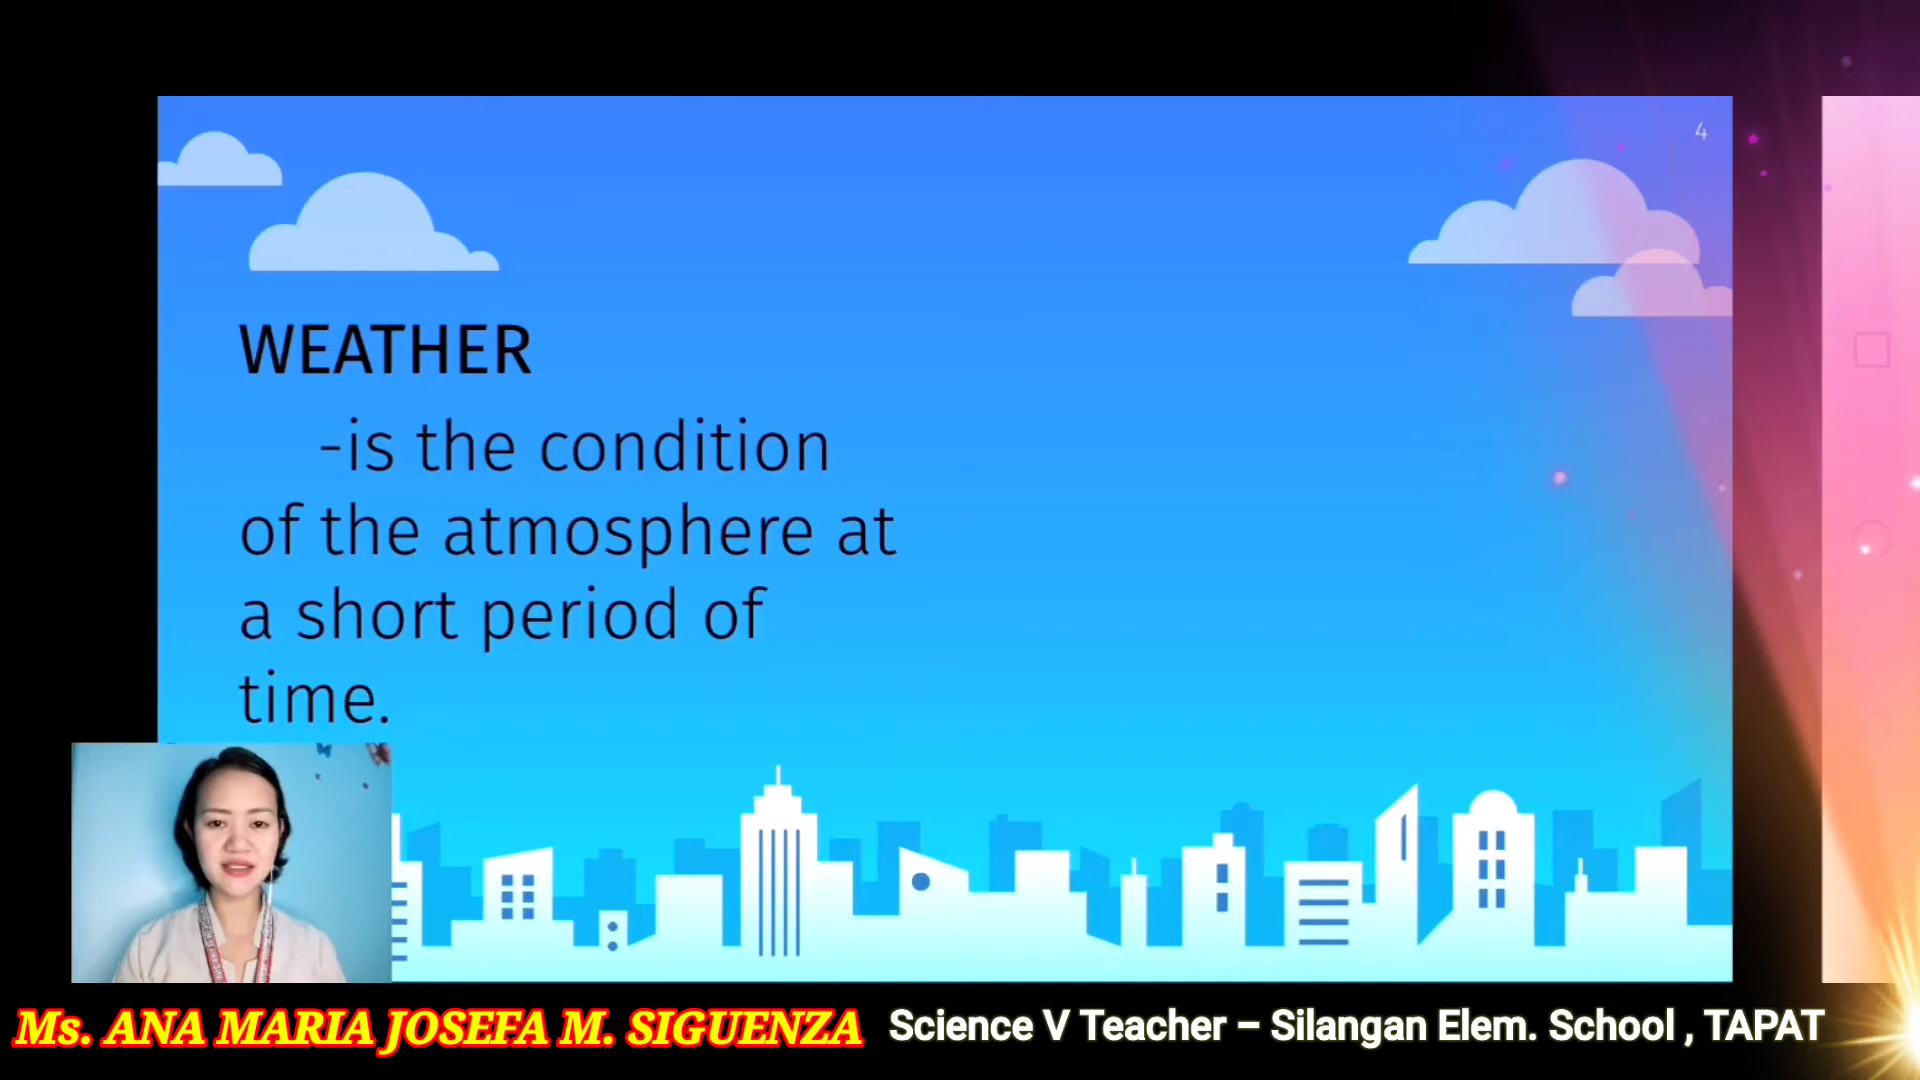 4
WEATHER
-is the condition
of the atmosphere at
a short period of
time.
Ms. ANA MARIA JOSEFA M. SIGUENZA Science V Teacher – Silangan Elem. School , TAPAT